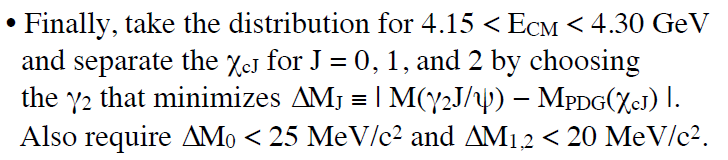 • Finally, take the distribution for 4.15 < ECM < 4.30 GeV
and separate the χcJ for J = 0, 1, and 2 by choosing
the γ2 that minimizes ΔMJ ≡ | M(γ2J/ψ) – MPDG(χcJ) |.
Also require ΔM0 < 25 MeV/c² and ΔM1,2 < 20 MeV/c².